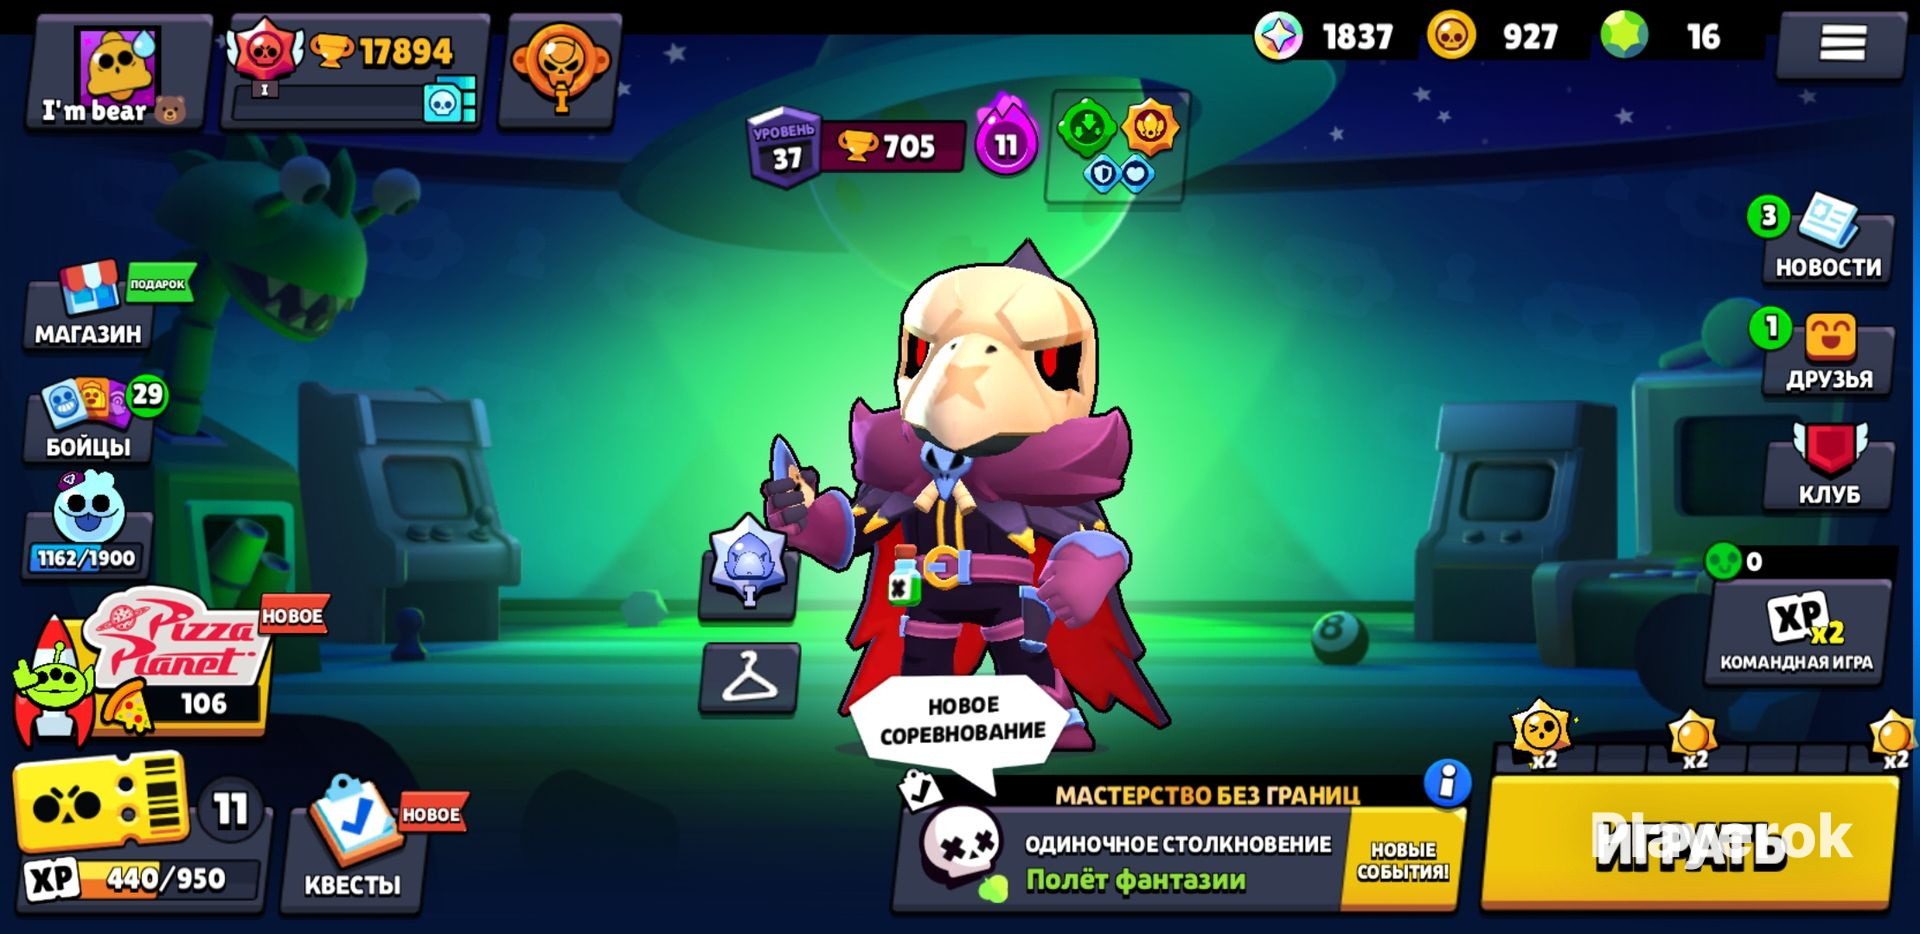 I'm bear
I
17894
I
1837
927
16
УРОВЕНЬ
37
705
11
3
НОВОСТИ
ПОДАРОК
МАГАЗИН
1
ДРУЗЬЯ
29
БОЙЦЫ
КЛУБ
1162/1900
I
0
XP
x2
КОМАНДНАЯ ИГРА
НОВОЕ
Pizza
Planet
106
8
НОВОЕ
СОРЕВНОВАНИЕ
x2
x2
x2
11
XP
440/950
НОВОЕ
КВЕСТЫ
МАСТЕРСТВО БЕЗ ГРАНИЦ
i
ОДИНОЧНОЕ СТОЛКНОВЕНИЕ
Полёт фантазии
НОВЫЕ
СОБЫТИЯ!
ИГРАТЬ
Playerok